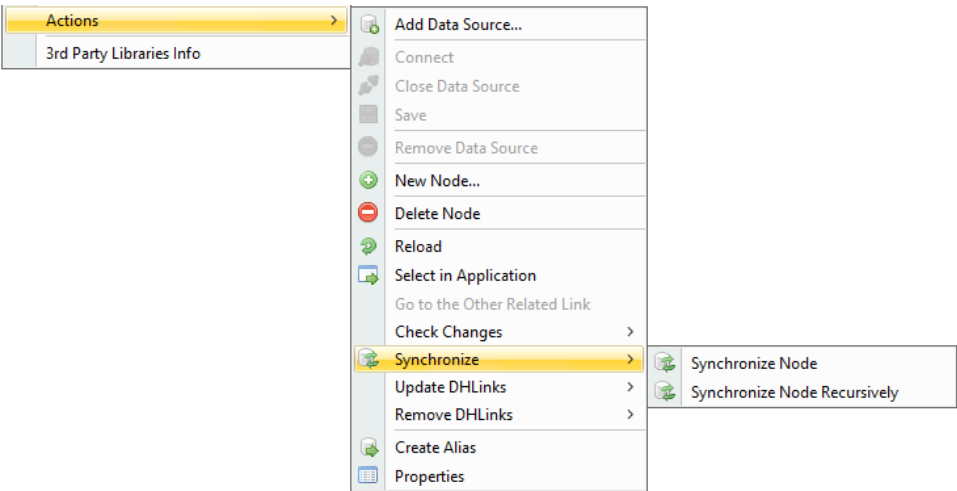 Actions
3rd Party Libraries Info
Add Data Source...
Connect
Close Data Source
Save
Remove Data Source
New Node...
Delete Node
Reload
Select in Application
Go to the Other Related Link
Check Changes
Synchronize
Update DHLinks
Remove DHLinks
Create Alias
Properties
Synchronize Node
Synchronize Node Recursively